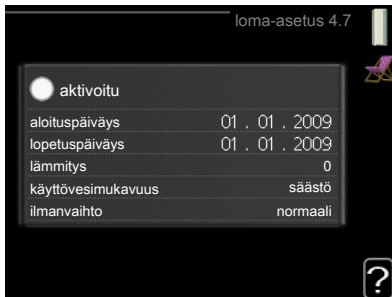 loma-asetus 4.7
aktivoitu
aloituspäiväys 01 . 01 . 2009
lopetuspäiväys 01 . 01 . 2009
lämmitys 0
käyttövesimukavuus säästö
ilmanvaihto normaali
?